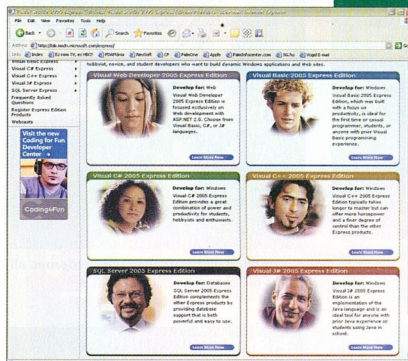 File Edit View Favorites Tools Help
Back
Search
Favorites
Address
http://lab.msdn.microsoft.com/express/
Go
Visual Basic Express
Visual C# Express
Visual C++ Express
Visual J# Express
SQL Server Express
Frequently Asked
Questions
Register Express Edition
Products
Webcasts
Visit the new
Coding for Fun
Developer
Center
Coding4Fun
hobbyist, novice, and student developers who want to build dynamic Windows applications and Web sites.
Visual Web Developer 2005 Express Edition
Develop for: Web
Visual Web Developer
2005 Express Edition is
focused exclusively on
Web development with
ASP.NET 2.0. Choose from
Visual Basic, C#, or J#
languages.
Learn More Now
Visual Basic 2005 Express Edition
Develop for: Windows
Visual Basic 2005 Express
Edition, which was built
with a focus on
productivity, is ideal for
the first time or casual
programmer, students, or
anyone with prior Visual
Basic programming
experience.
Learn More Now
Visual C# 2005 Express Edition
Develop for: Windows
Visual C# 2005 Express
Edition provides a great
combination of power and
productivity for students,
hobbyists and enthusiasts.
Learn More Now
Visual C++ 2005 Express Edition
Develop for: Windows
Visual C++ 2005 Express
Edition typically takes
longer to master but can
offer more horsepower
and a finer degree of
control than the other
Express products.
Learn More Now
SQL Server 2005 Express Edition
Develop for: Databases
SQL Server 2005 Express
Edition complements the
other Express products by
providing database
support that is both
powerful and easy to use.
Learn More Now
Visual J# 2005 Express Edition
Develop for: Windows
Visual J# 2005 Express
Edition is an
implementation of the
Java language and is an
ideal tool for anyone with
prior Java experience or
students using Java in
school.
Learn More Now